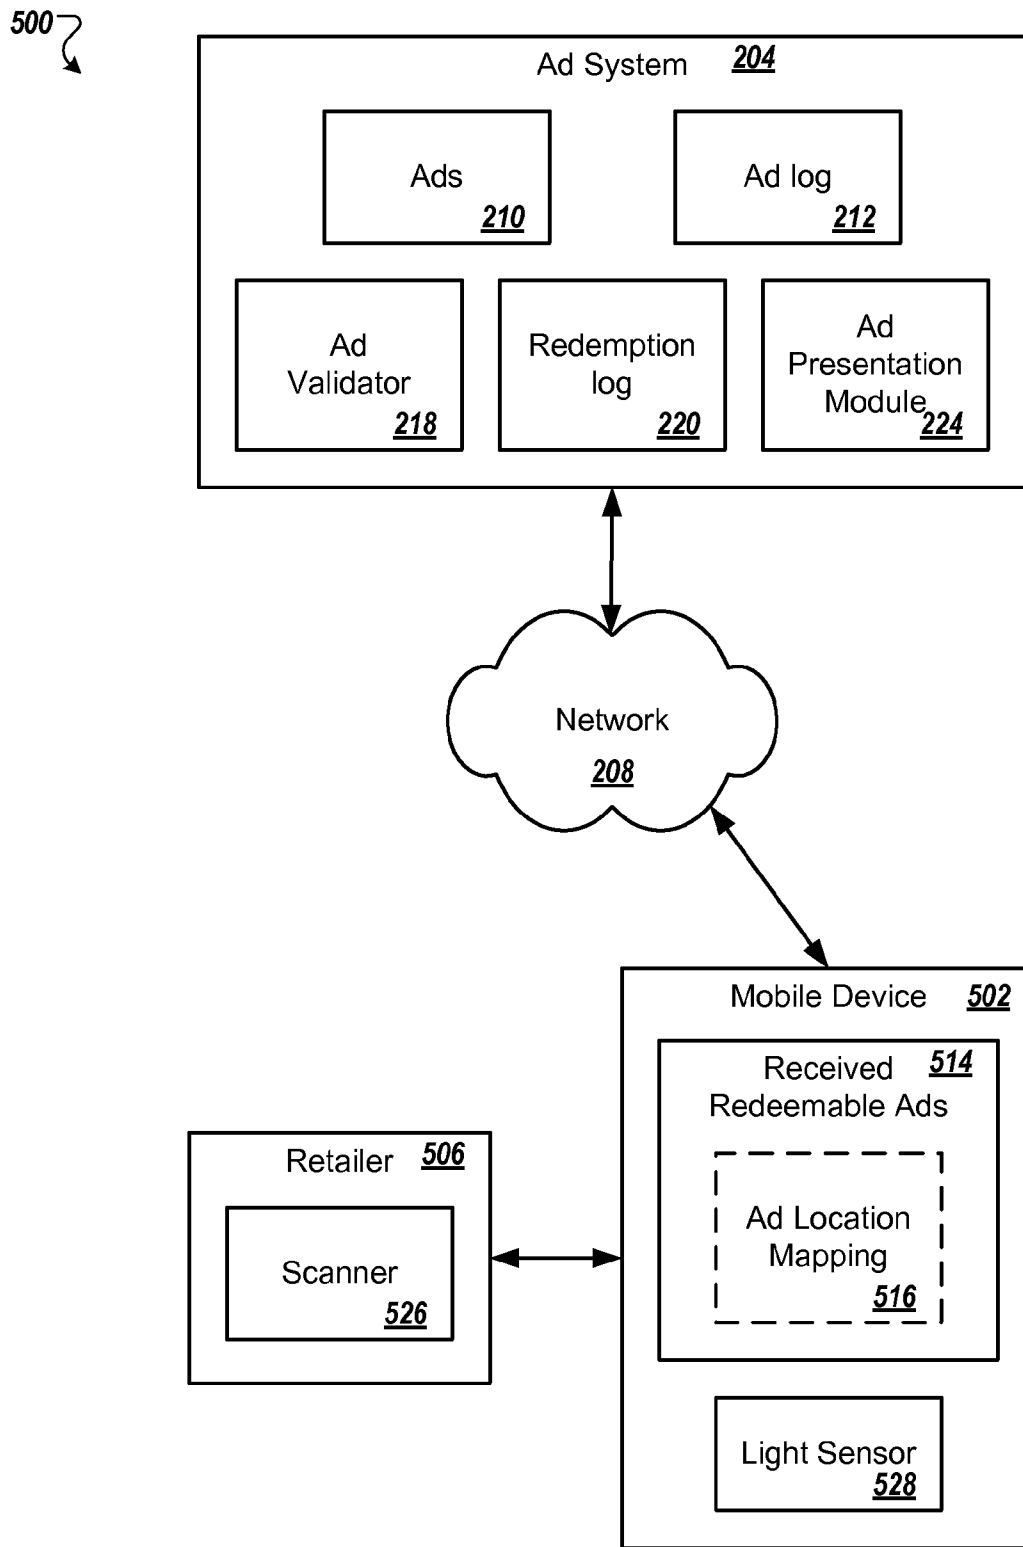 500
Ad System 204
Ads
210
Ad log
212
Ad
Validator
218
Redemption
log
220
Ad
Presentation
Module
224
Network
208
Mobile Device 502
Received 514
Redeemable Ads
Ad Location
Mapping
516
Retailer 506
Scanner
526
Light Sensor
528